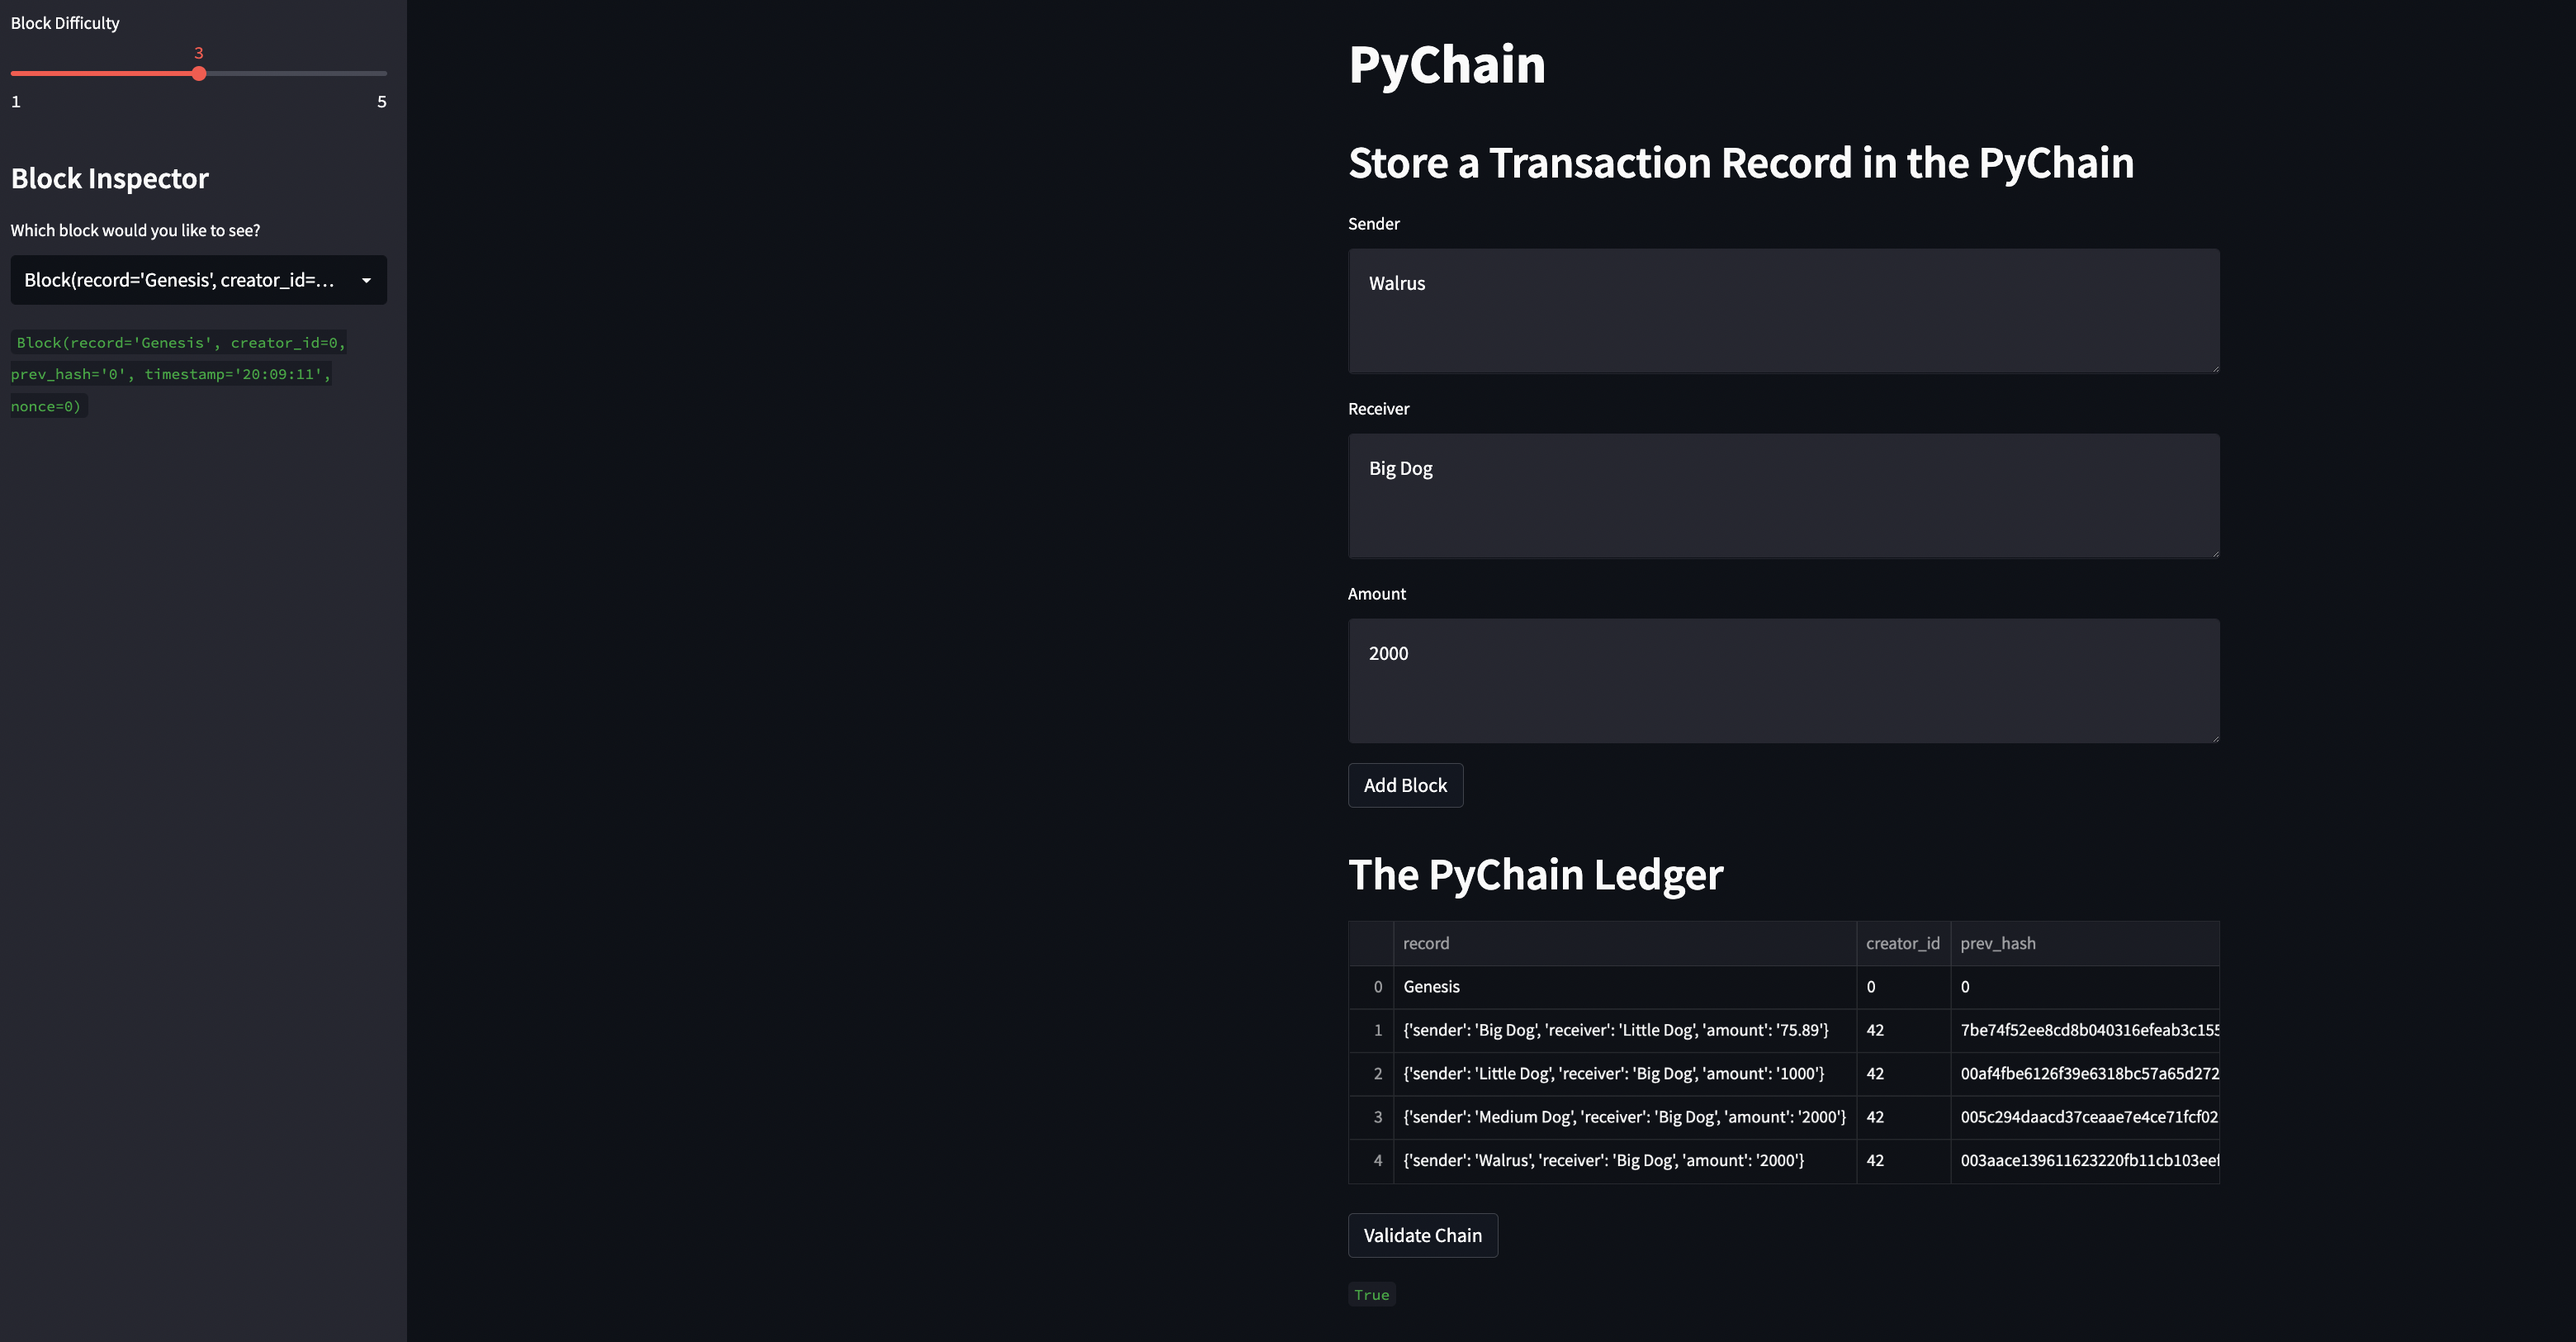 Block Difficulty
3
1 5
Block Inspector
Which block would you like to see?
Block(record='Genesis', creator_id=...
Block(record='Genesis', creator_id=0,
prev_hash='0', timestamp='20:09:11',
nonce=0)
PyChain
Store a Transaction Record in the PyChain
Sender
Walrus
Receiver
Big Dog
Amount
2000
Add Block
The PyChain Ledger
record creator_id prev_hash
0 Genesis 0 0
1 {'sender': 'Big Dog', 'receiver': 'Little Dog', 'amount': '75.89'} 42 7be74f52ee8cd8b040316efeab3c155
2 {'sender': 'Little Dog', 'receiver': 'Big Dog', 'amount': '1000'} 42 00af4fbe6126f39e6318bc57a65d272
3 {'sender': 'Medium Dog', 'receiver': 'Big Dog', 'amount': '2000'} 42 005c294daacd37ceaae7e4ce71fcf02
4 {'sender': 'Walrus', 'receiver': 'Big Dog', 'amount': '2000'} 42 003aace139611623220fb11cb103eef
Validate Chain
True